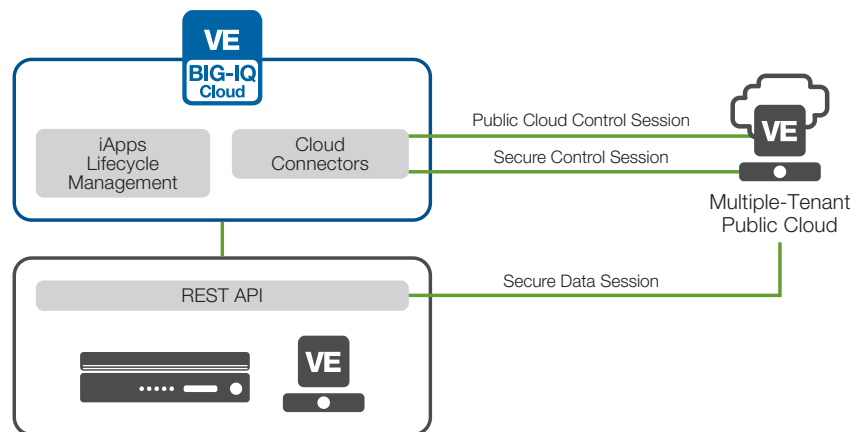 VE
BIG-IQ
Cloud
iApps
Lifecycle
Management
Cloud
Connectors
Public Cloud Control Session
Secure Control Session
VE
Multiple-Tenant
Public Cloud
REST API
Secure Data Session
VE